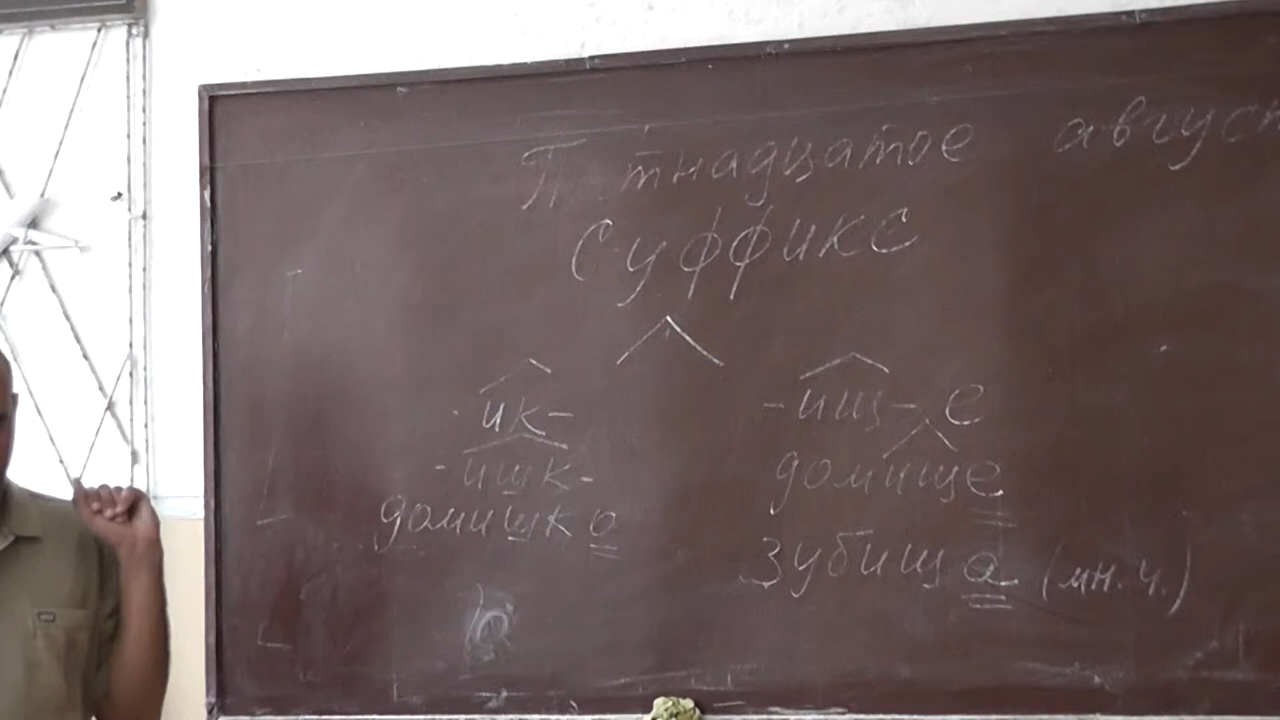 Пятнадцатое август
Суффикс
-ик-
-ишк-
домишко
-ищ- е
домище
зубища (мн. ч.)